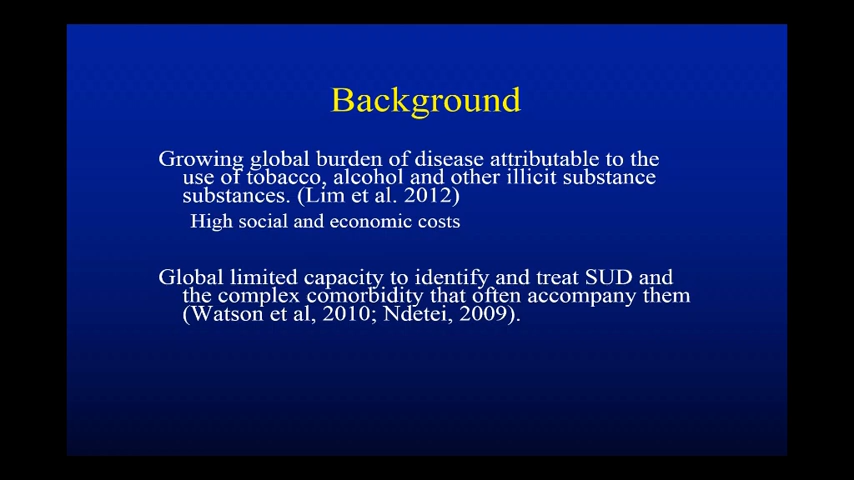 Background
Growing global burden of disease attributable to the
use of tobacco, alcohol and other illicit substance
substances. (Lim et al. 2012)
High social and economic costs
Global limited capacity to identify and treat SUD and
the complex comorbidity that often accompany them
(Watson et al, 2010; Ndetei, 2009).